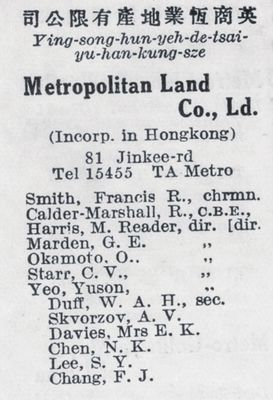 英商恆業地產有限公司
Ying-song-hun-yeh-de-tsai-
yu-han-kung-sze
Metropolitan Land
Co., Ld.
(Incorp. in Hongkong)
81 Jinkee-rd
Tel 15455 TA Metro
Smith, Francis R., chrmn.
Calder-Marshall, R., C.B.E.,
Harris, M. Reader, dir. [dir.
Marden, G. E. ,,
Okamoto, O.. ,,
Starr, C. V., ,,
Yeo, Yuson, ,,
Duff, W. A. H., sec.
Skvorzov, A. V.
Davies, Mrs E. K.
Chen, N. K.
Lee, S. Y.
Chang, F. J.